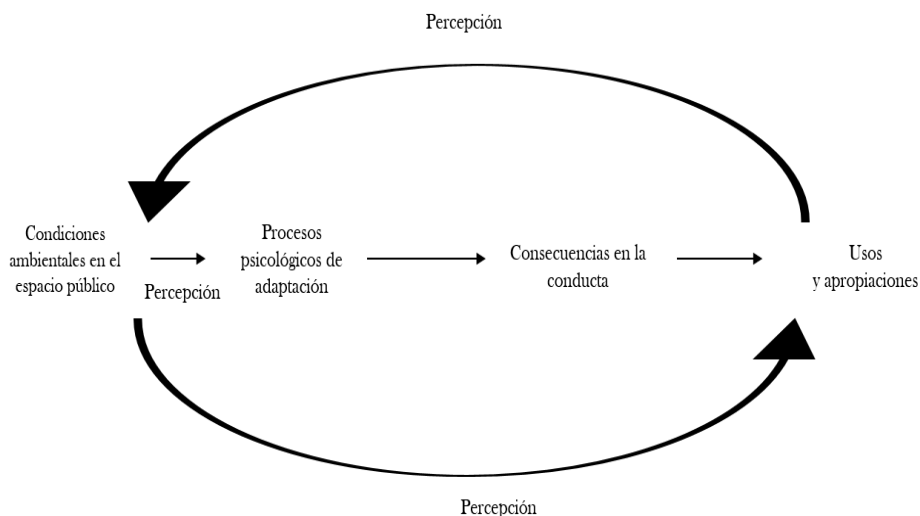 Percepción
Condiciones
ambientales en el
espacio público
Percepción
Procesos
psicológicos de
adaptación
Consecuencias en la
conducta
Usos
y apropiaciones
Percepción